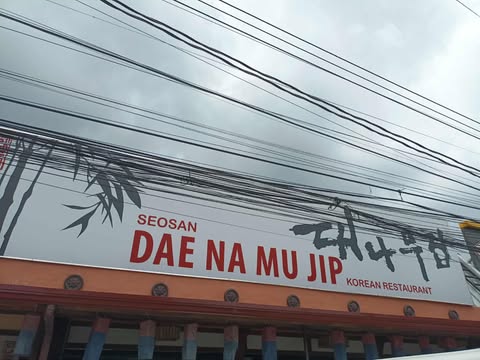 SEOSAN
DAE NA MU JIP
KOREAN RESTAURANT
대나무집